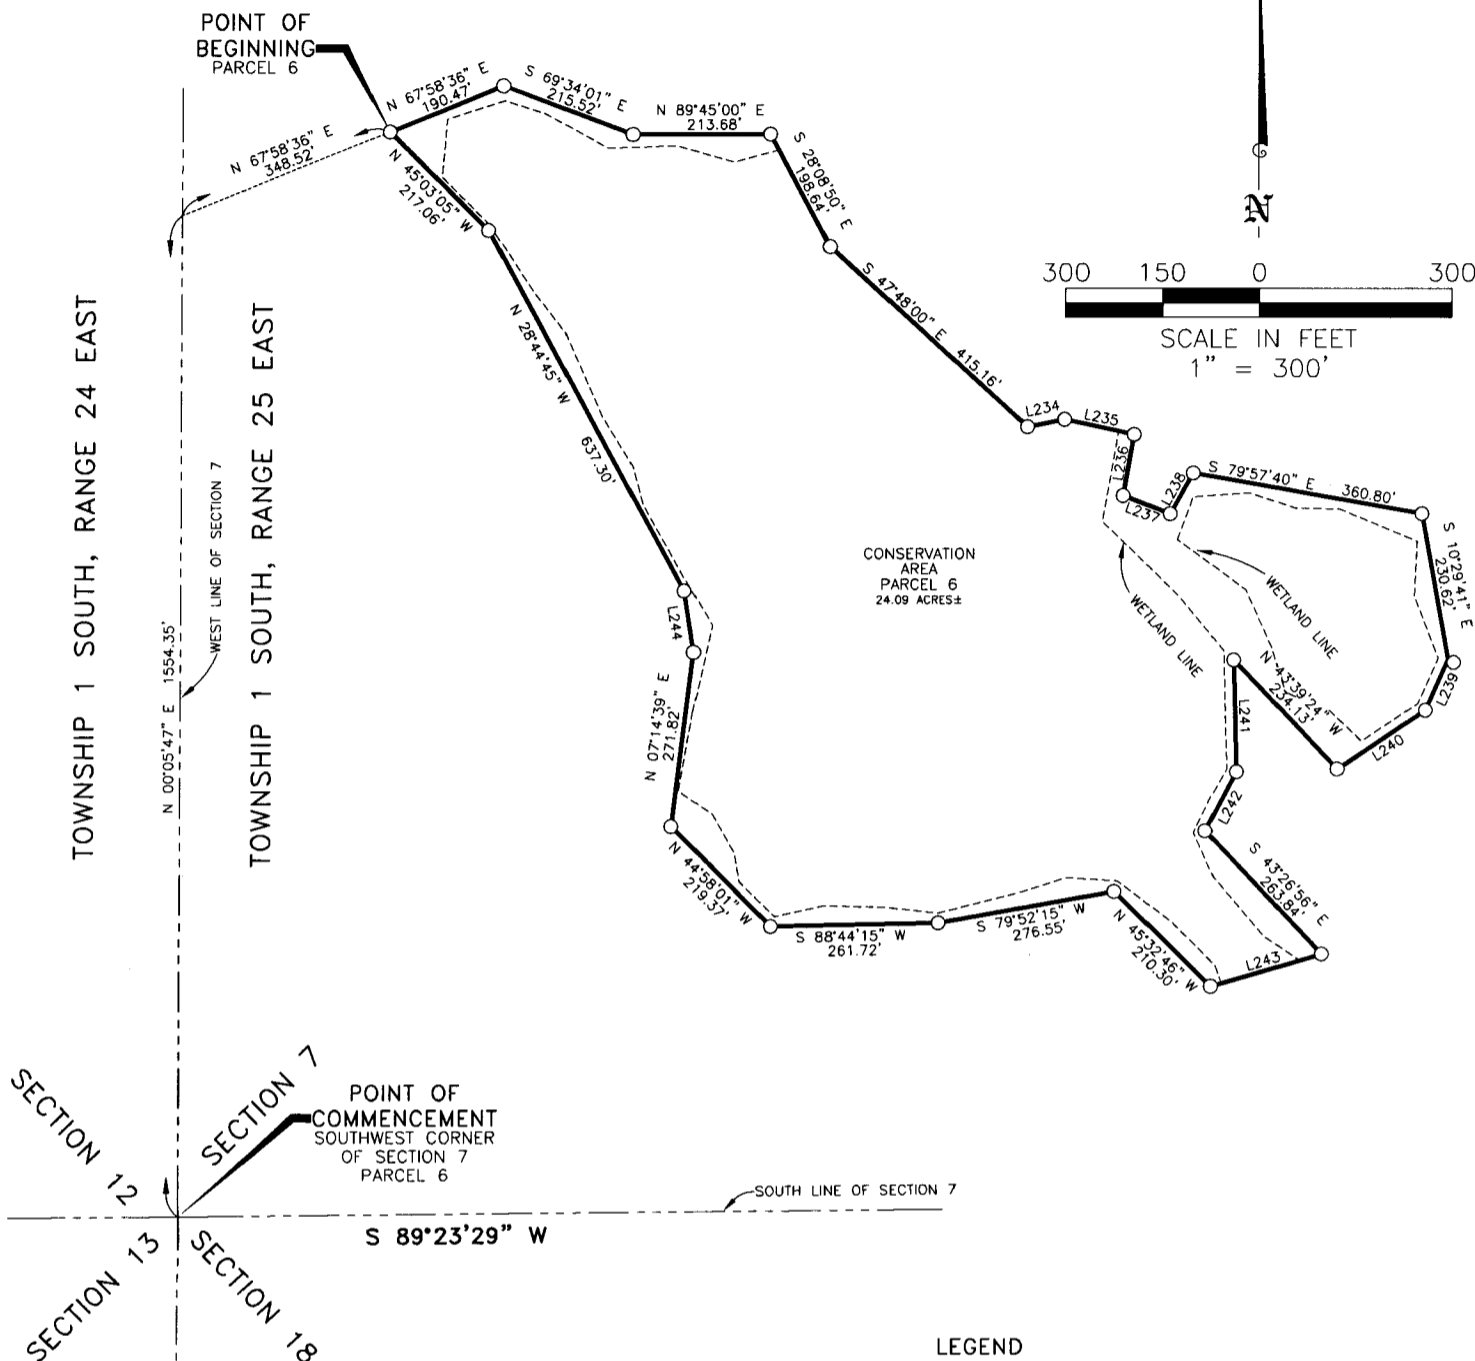 POINT OF
BEGINNING
PARCEL 6
N 67°58'36" E
190.47'
S 69°34'01" E
215.52'
N 89°45'00" E
213.68'
S 28°08'50" E
198.64'
N 67°58'36" E
348.52'
N 45°03'05" W
217.06'
N
300 150 0 300
SCALE IN FEET
1" = 300'
S 47°48'00" E
415.16'
N 28°44'45" W
637.30'
TOWNSHIP 1 SOUTH, RANGE 24 EAST
TOWNSHIP 1 SOUTH, RANGE 25 EAST
WEST LINE OF SECTION 7
N 00°05'47" E 1554.35'
L234
L235
L236
L237
L238
S 79°57'40" E
360.80'
S 10°29'41" E
230.62'
CONSERVATION
AREA
PARCEL 6
24.09 ACRES±
WETLAND LINE
WETLAND LINE
L239
L240
N 43°39'24" W
234.13'
L241
L242
L244
N 07°14'39" E
271.82'
N 44°58'01" W
219.37'
S 88°44'15" W
261.72'
S 79°52'15" W
276.55'
N 45°32'46" W
210.30'
S 43°26'56" E
263.84'
L243
SECTION 12
SECTION 7
POINT OF
COMMENCEMENT
SOUTHWEST CORNER
OF SECTION 7
PARCEL 6
SOUTH LINE OF SECTION 7
S 89°23'29" W
SECTION 13
SECTION 18
LEGEND